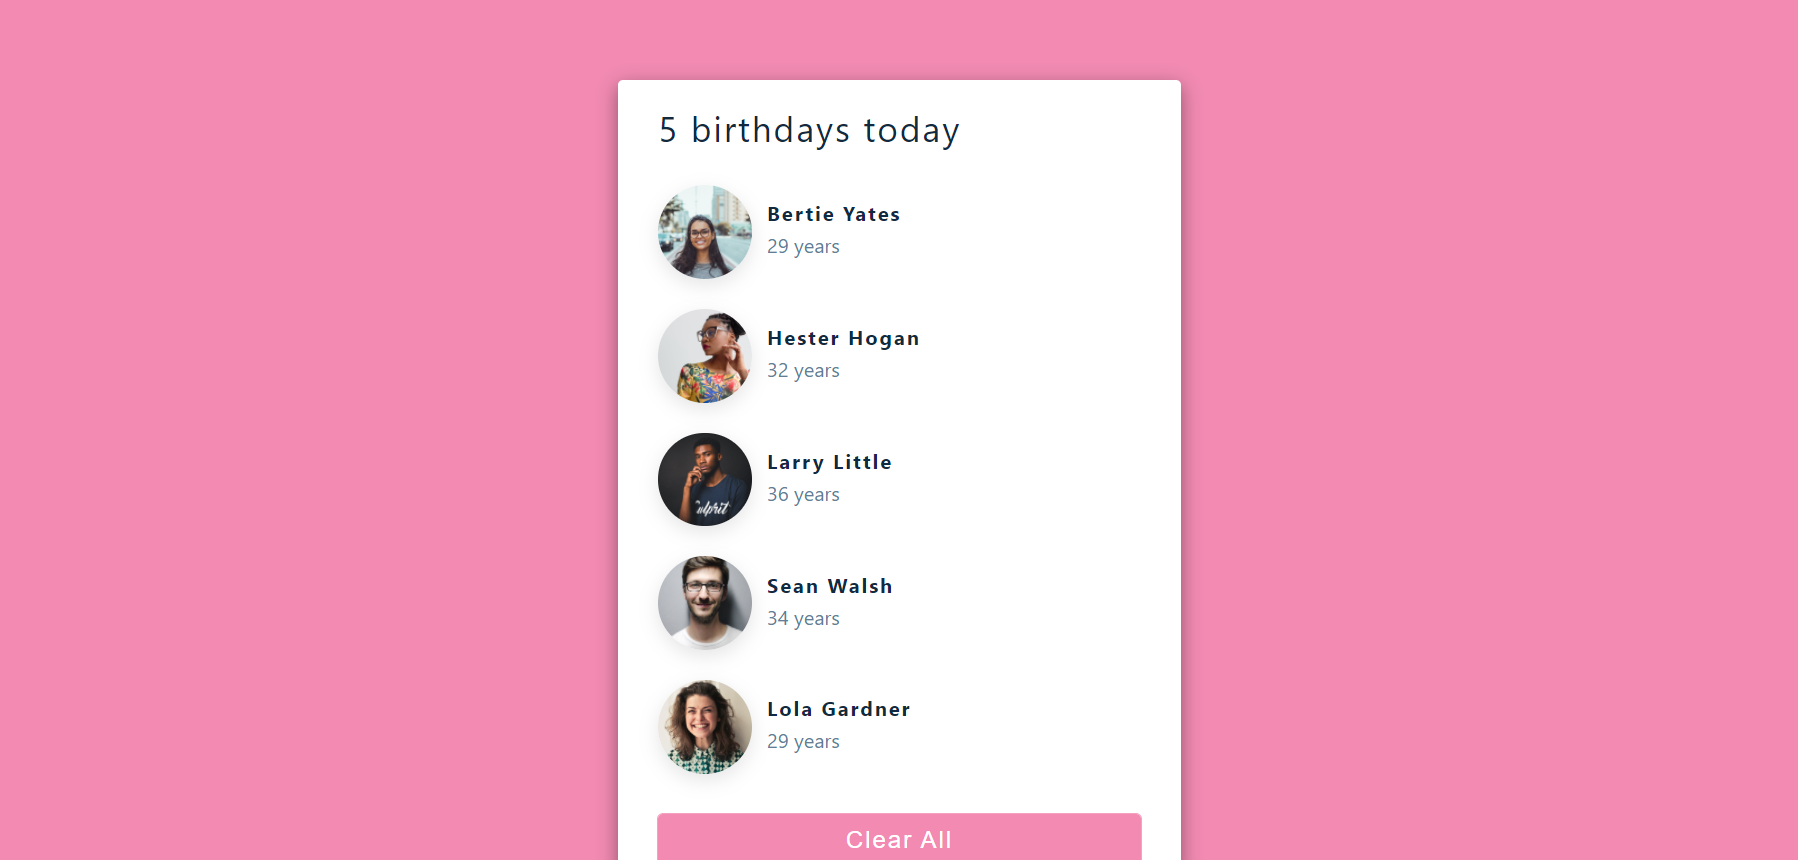 5 birthdays today
Bertie Yates
29 years
Hester Hogan
32 years
Larry Little
36 years
ulprit
Sean Walsh
34 years
Lola Gardner
29 years
Clear All